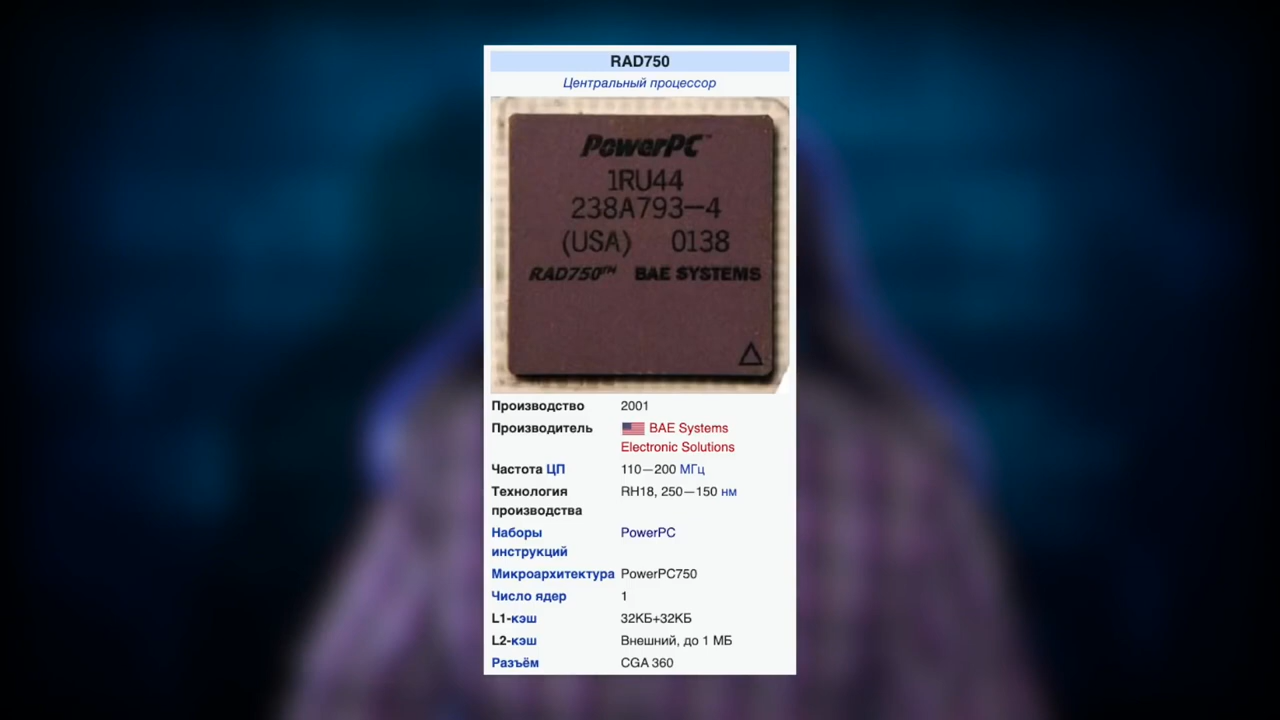 RAD750
Центральный процессор
PowerPC™
1RU44
238A793-4
(USA) 0138
RAD750™ BAE SYSTEMS
Производство 2001
Производитель BAE Systems
Electronic Solutions
Частота ЦП 110—200 МГц
Технология RH18, 250—150 нм
производства
Наборы PowerPC
инструкций
Микроархитектура PowerPC750
Число ядер 1
L1-кэш 32КБ+32КБ
L2-кэш Внешний, до 1 МБ
Разъём CGA 360